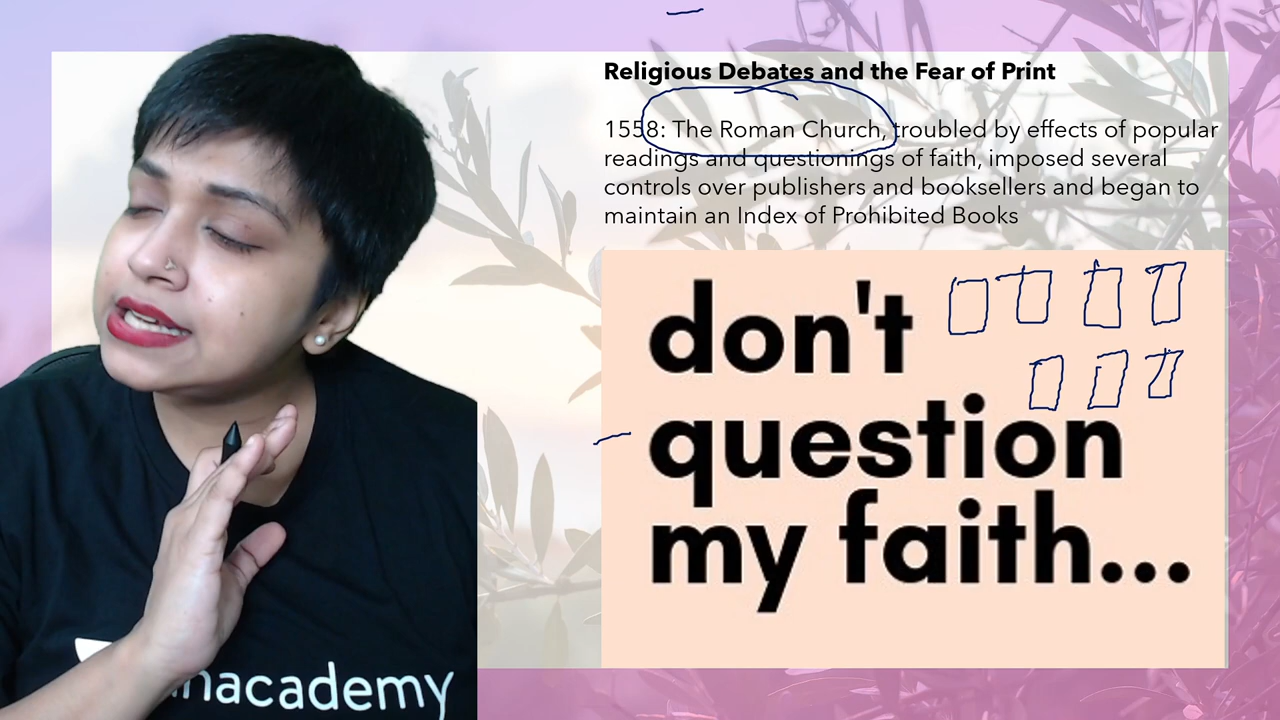 Religious Debates and the Fear of Print
1558: The Roman Church, troubled by effects of popular
readings and questionings of faith, imposed several
controls over publishers and booksellers and began to
maintain an Index of Prohibited Books
don't
question
my faith...
nacademy